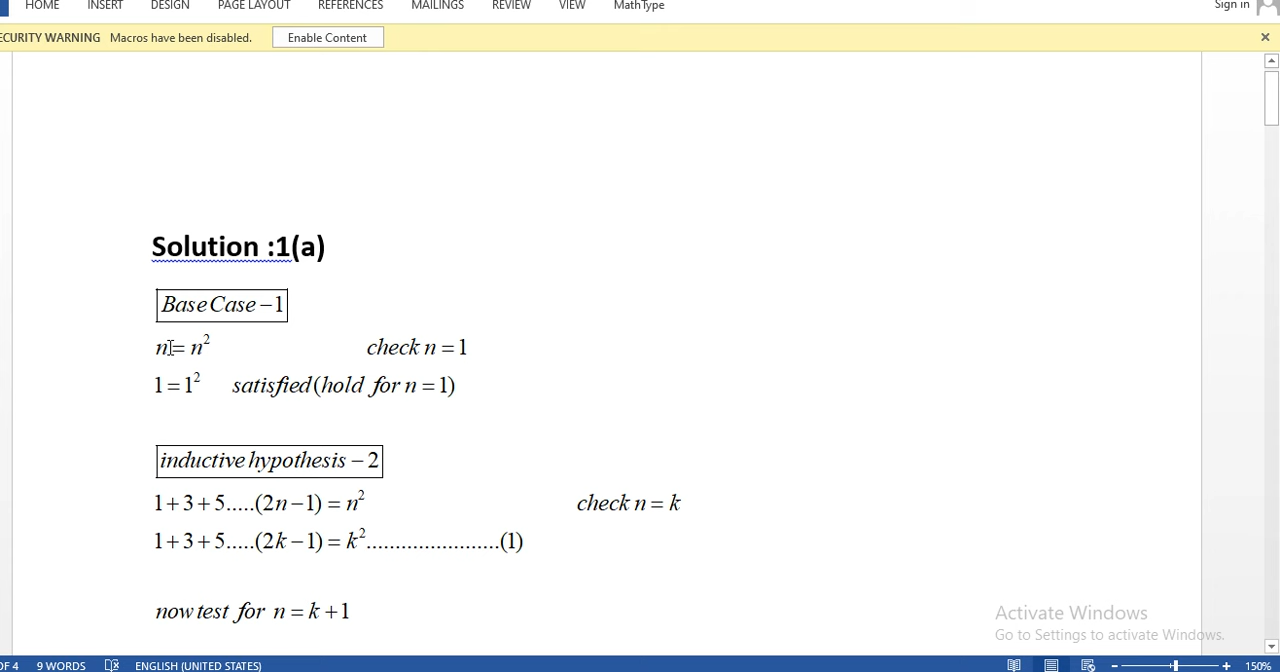 HOME INSERT DESIGN PAGE LAYOUT REFERENCES MAILINGS REVIEW VIEW MathType Sign in
ECURITY WARNING Macros have been disabled. Enable Content
Solution :1(a)
Base Case − 1
n = n² check n = 1
1 = 1² satisfied (hold for n = 1)
inductive hypothesis − 2
1 + 3 + 5.....(2n − 1) = n² check n = k
1 + 3 + 5.....(2k − 1) = k².......................(1)
now test for n = k + 1
Activate Windows
Go to Settings to activate Windows.
OF 4 9 WORDS ENGLISH (UNITED STATES) 150%